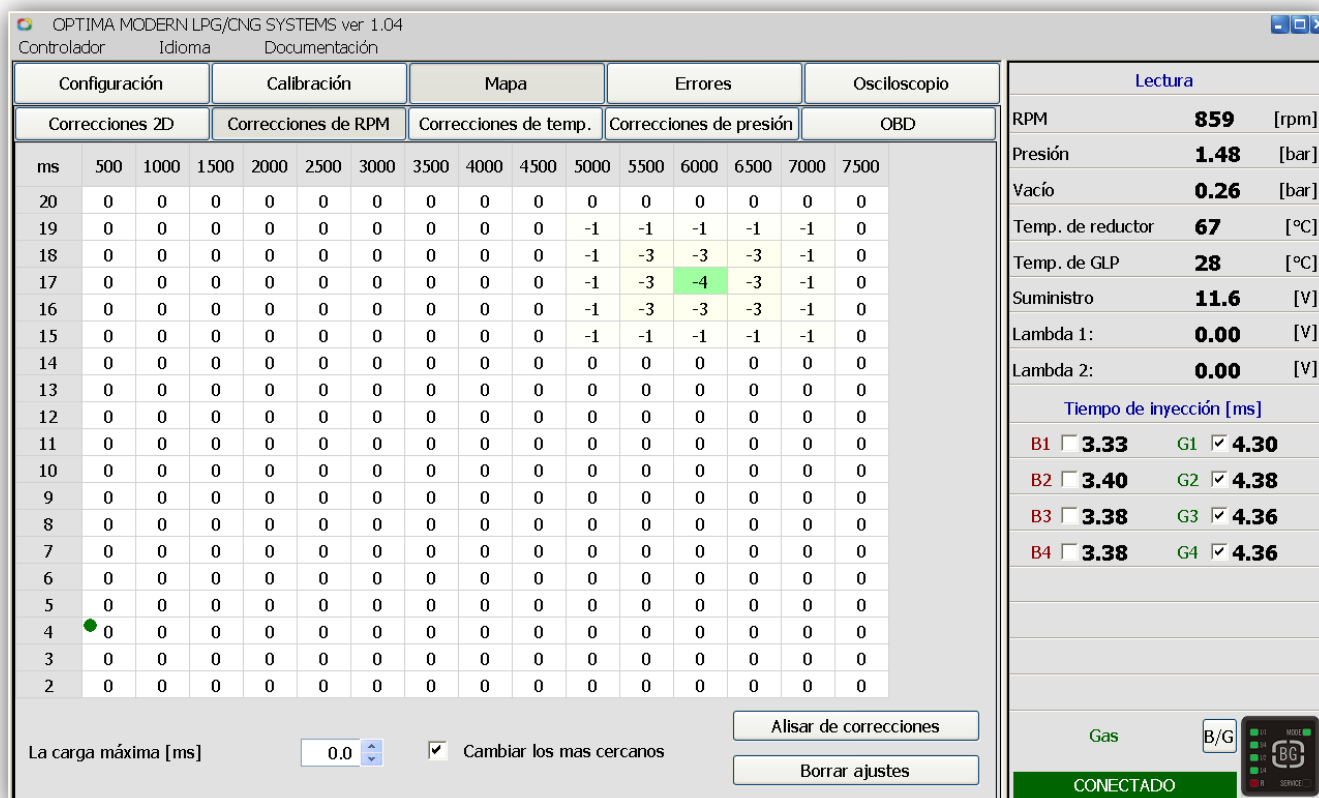 OPTIMA MODERN LPG/CNG SYSTEMS ver 1.04
Controlador Idioma Documentación
Configuración Calibración Mapa Errores Osciloscopio
Correcciones 2D Correcciones de RPM Correcciones de temp. Correcciones de presión OBD
ms 500 1000 1500 2000 2500 3000 3500 4000 4500 5000 5500 6000 6500 7000 7500
20 0 0 0 0 0 0 0 0 0 0 0 0 0 0 0
19 0 0 0 0 0 0 0 0 0 -1 -1 -1 -1 -1 0
18 0 0 0 0 0 0 0 0 0 -1 -3 -3 -3 -1 0
17 0 0 0 0 0 0 0 0 0 -1 -3 -4 -3 -1 0
16 0 0 0 0 0 0 0 0 0 -1 -3 -3 -3 -1 0
15 0 0 0 0 0 0 0 0 0 -1 -1 -1 -1 -1 0
14 0 0 0 0 0 0 0 0 0 0 0 0 0 0 0
13 0 0 0 0 0 0 0 0 0 0 0 0 0 0 0
12 0 0 0 0 0 0 0 0 0 0 0 0 0 0 0
11 0 0 0 0 0 0 0 0 0 0 0 0 0 0 0
10 0 0 0 0 0 0 0 0 0 0 0 0 0 0 0
9 0 0 0 0 0 0 0 0 0 0 0 0 0 0 0
8 0 0 0 0 0 0 0 0 0 0 0 0 0 0 0
7 0 0 0 0 0 0 0 0 0 0 0 0 0 0 0
6 0 0 0 0 0 0 0 0 0 0 0 0 0 0 0
5 0 0 0 0 0 0 0 0 0 0 0 0 0 0 0
4 0 0 0 0 0 0 0 0 0 0 0 0 0 0 0
3 0 0 0 0 0 0 0 0 0 0 0 0 0 0 0
2 0 0 0 0 0 0 0 0 0 0 0 0 0 0 0
La carga máxima [ms] 0.0 Cambiar los mas cercanos
Alisar de correcciones
Borrar ajustes
Lectura
RPM 859 [rpm]
Presión 1.48 [bar]
Vacío 0.26 [bar]
Temp. de reductor 67 [°C]
Temp. de GLP 28 [°C]
Suministro 11.6 [V]
Lambda 1: 0.00 [V]
Lambda 2: 0.00 [V]
Tiempo de inyección [ms]
B1 3.33 G1 4.30
B2 3.40 G2 4.38
B3 3.38 G3 4.36
B4 3.38 G4 4.36
Gas B/G
MODE
BG
R SERVICE
CONECTADO